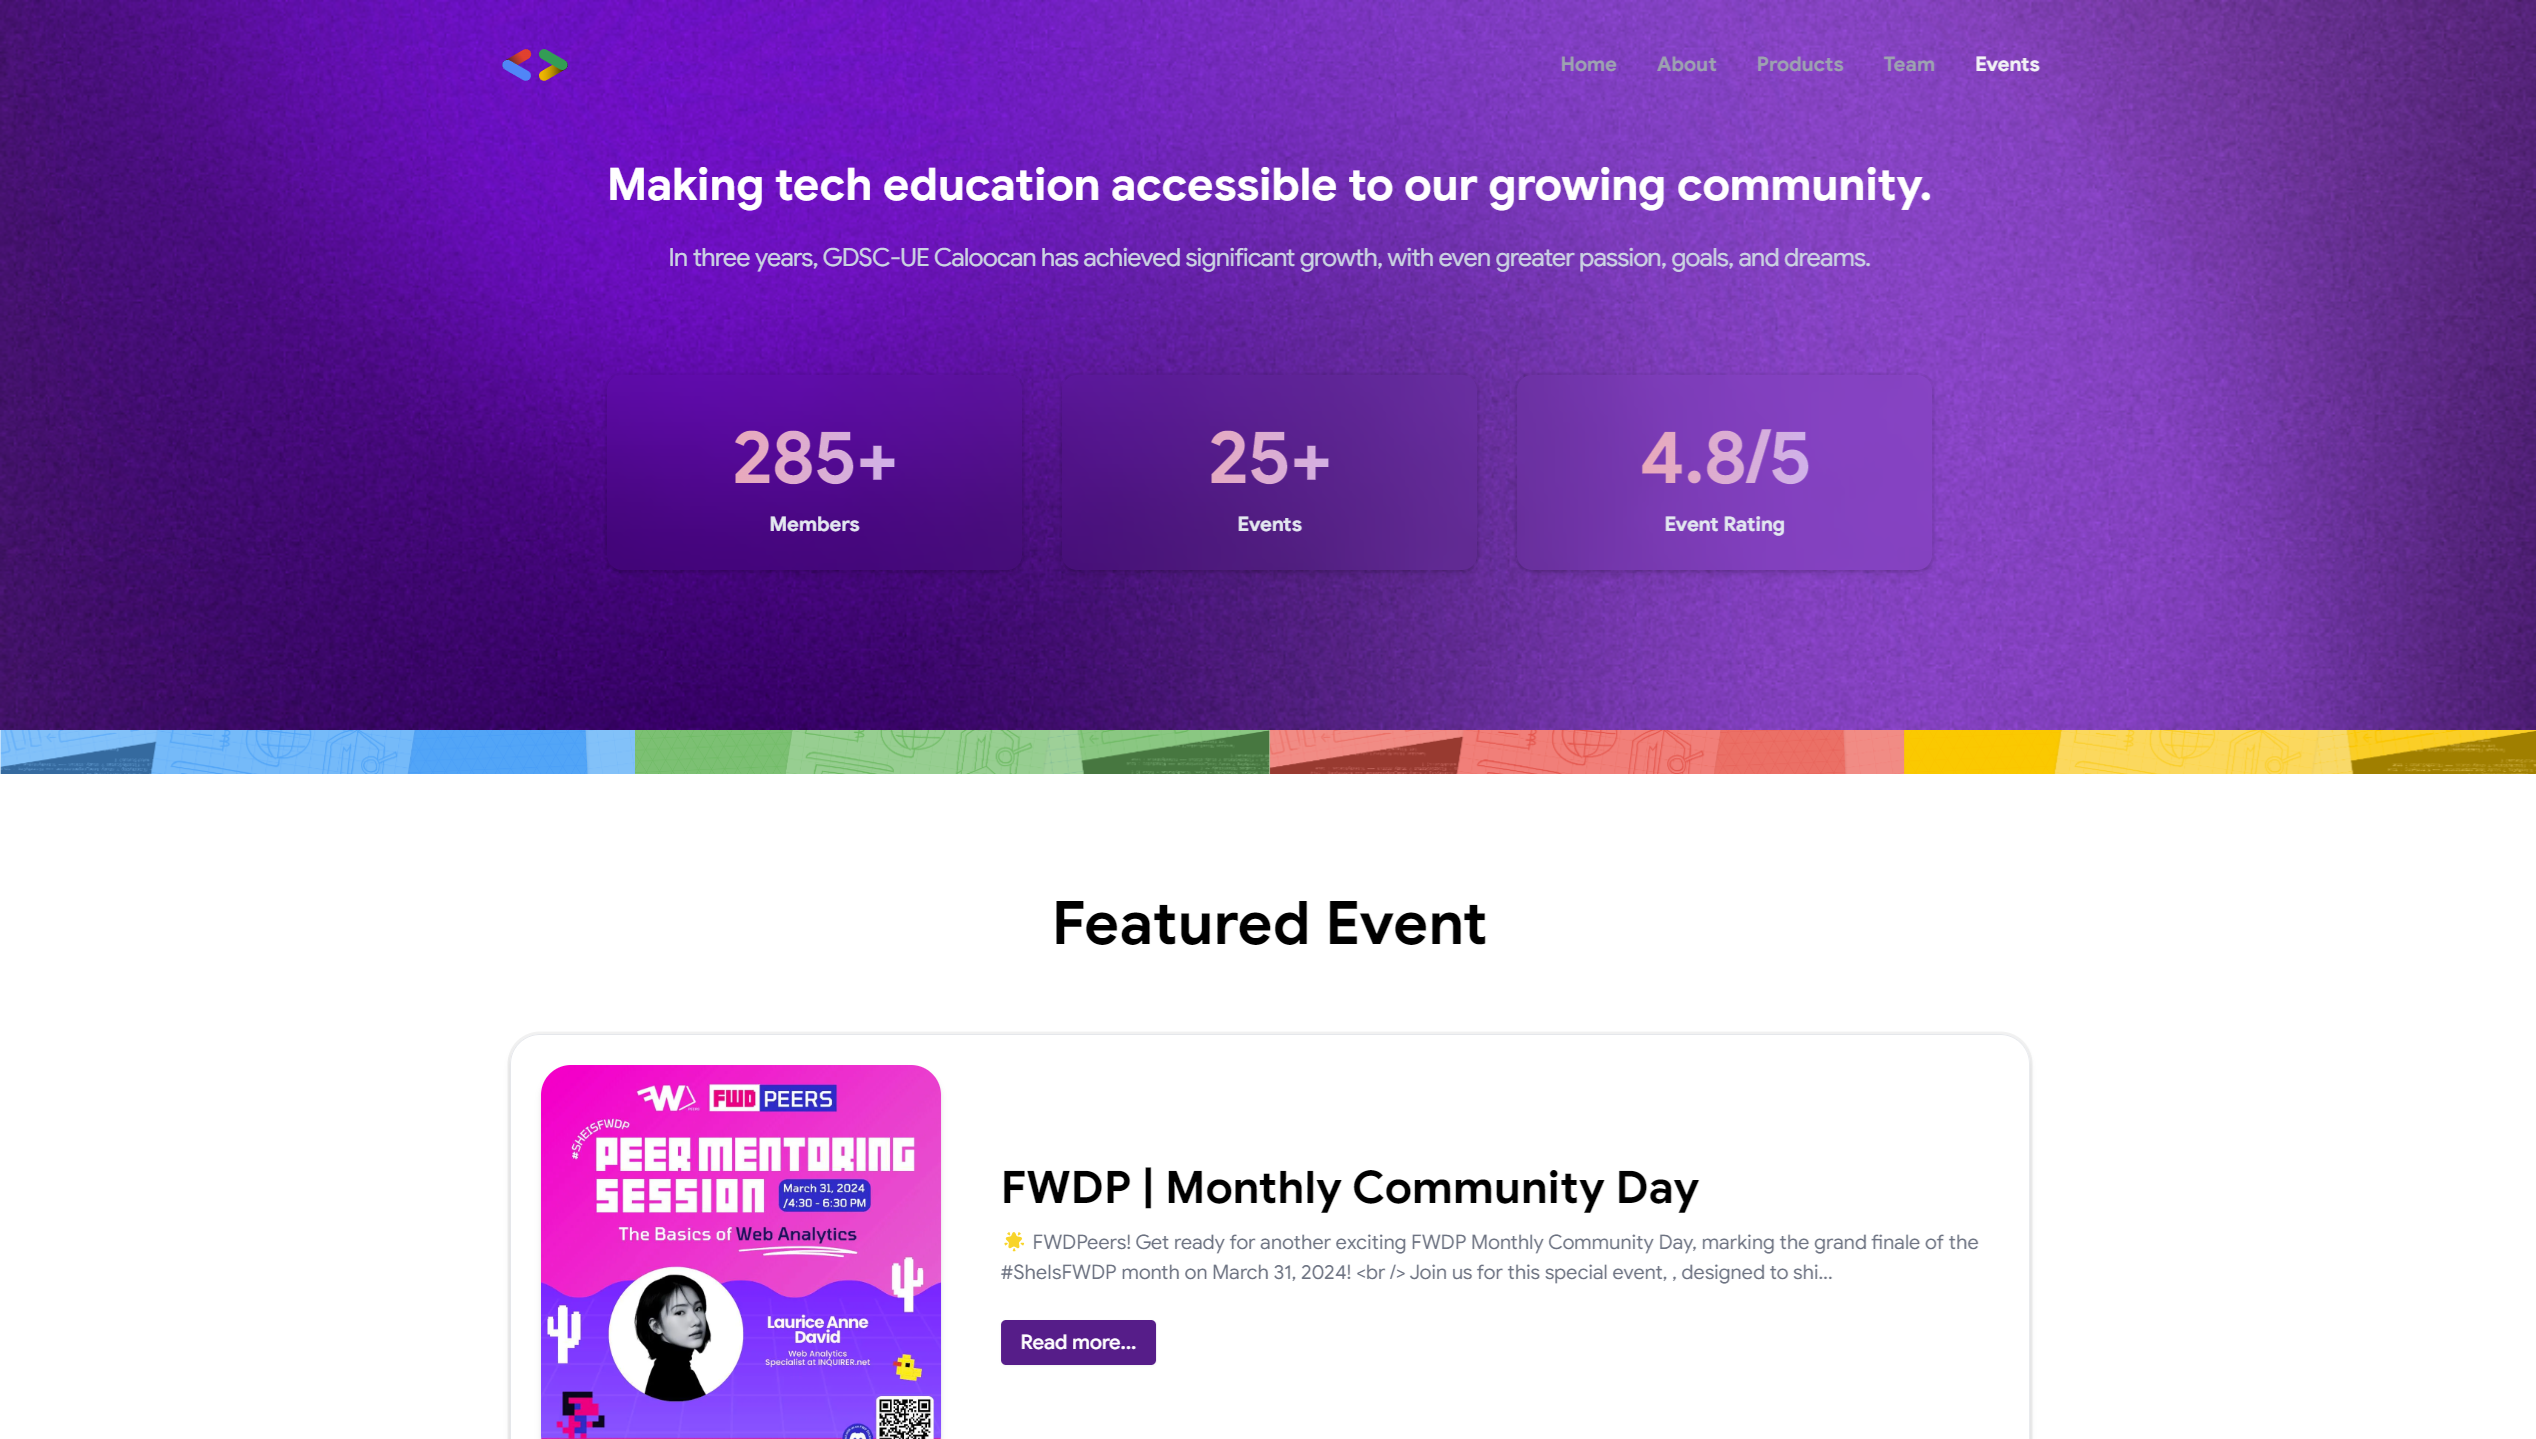 Home About Products Team Events
Making tech education accessible to our growing community.
In three years, GDSC-UE Caloocan has achieved significant growth, with even greater passion, goals, and dreams.
285+
Members
25+
Events
4.8/5
Event Rating
Featured Event
FWD PEERS
#SHEISFWDP
PEER MENTORING
SESSION
March 31, 2024
/4:30 - 6:30 PM
The Basics of Web Analytics
Laurice Anne
David
Web Analytics
Specialist at INQUIRER.net
FWDP | Monthly Community Day
🌟 FWDPeers! Get ready for another exciting FWDP Monthly Community Day, marking the grand finale of the
#SheIsFWDP month on March 31, 2024! <br /> Join us for this special event, , designed to shi...
Read more...